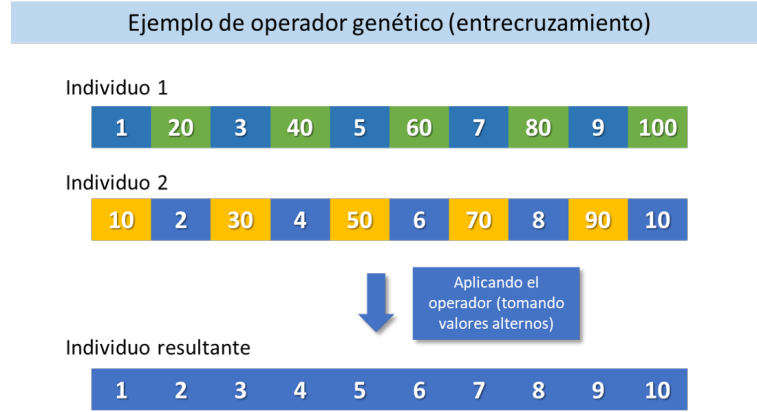 Ejemplo de operador genético (entrecruzamiento)
Individuo 1
1 20 3 40 5 60 7 80 9 100
Individuo 2
10 2 30 4 50 6 70 8 90 10
Aplicando el
operador (tomando
valores alternos)
Individuo resultante
1 2 3 4 5 6 7 8 9 10